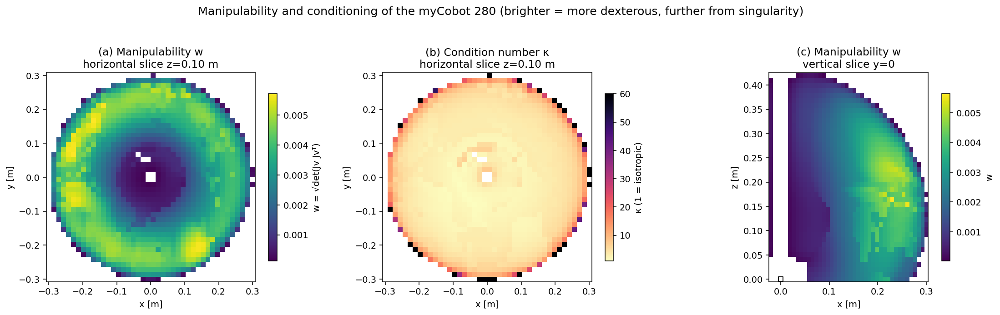 Manipulability and conditioning of the myCobot 280 (brighter = more dexterous, further from singularity)
(a) Manipulability w
horizontal slice z=0.10 m
0.3
0.2
0.1
0.0
−0.1
−0.2
−0.3
y [m]
−0.3 −0.2 −0.1 0.0 0.1 0.2 0.3
x [m]
0.005
0.004
0.003
0.002
0.001
w = √det(Jv Jvᵀ)
(b) Condition number κ
horizontal slice z=0.10 m
0.3
0.2
0.1
0.0
−0.1
−0.2
−0.3
y [m]
−0.3 −0.2 −0.1 0.0 0.1 0.2 0.3
x [m]
60
50
40
30
20
10
κ (1 = isotropic)
(c) Manipulability w
vertical slice y=0
0.40
0.35
0.30
0.25
0.20
0.15
0.10
0.05
0.00
z [m]
0.0 0.1 0.2 0.3
x [m]
0.005
0.004
0.003
0.002
0.001
w